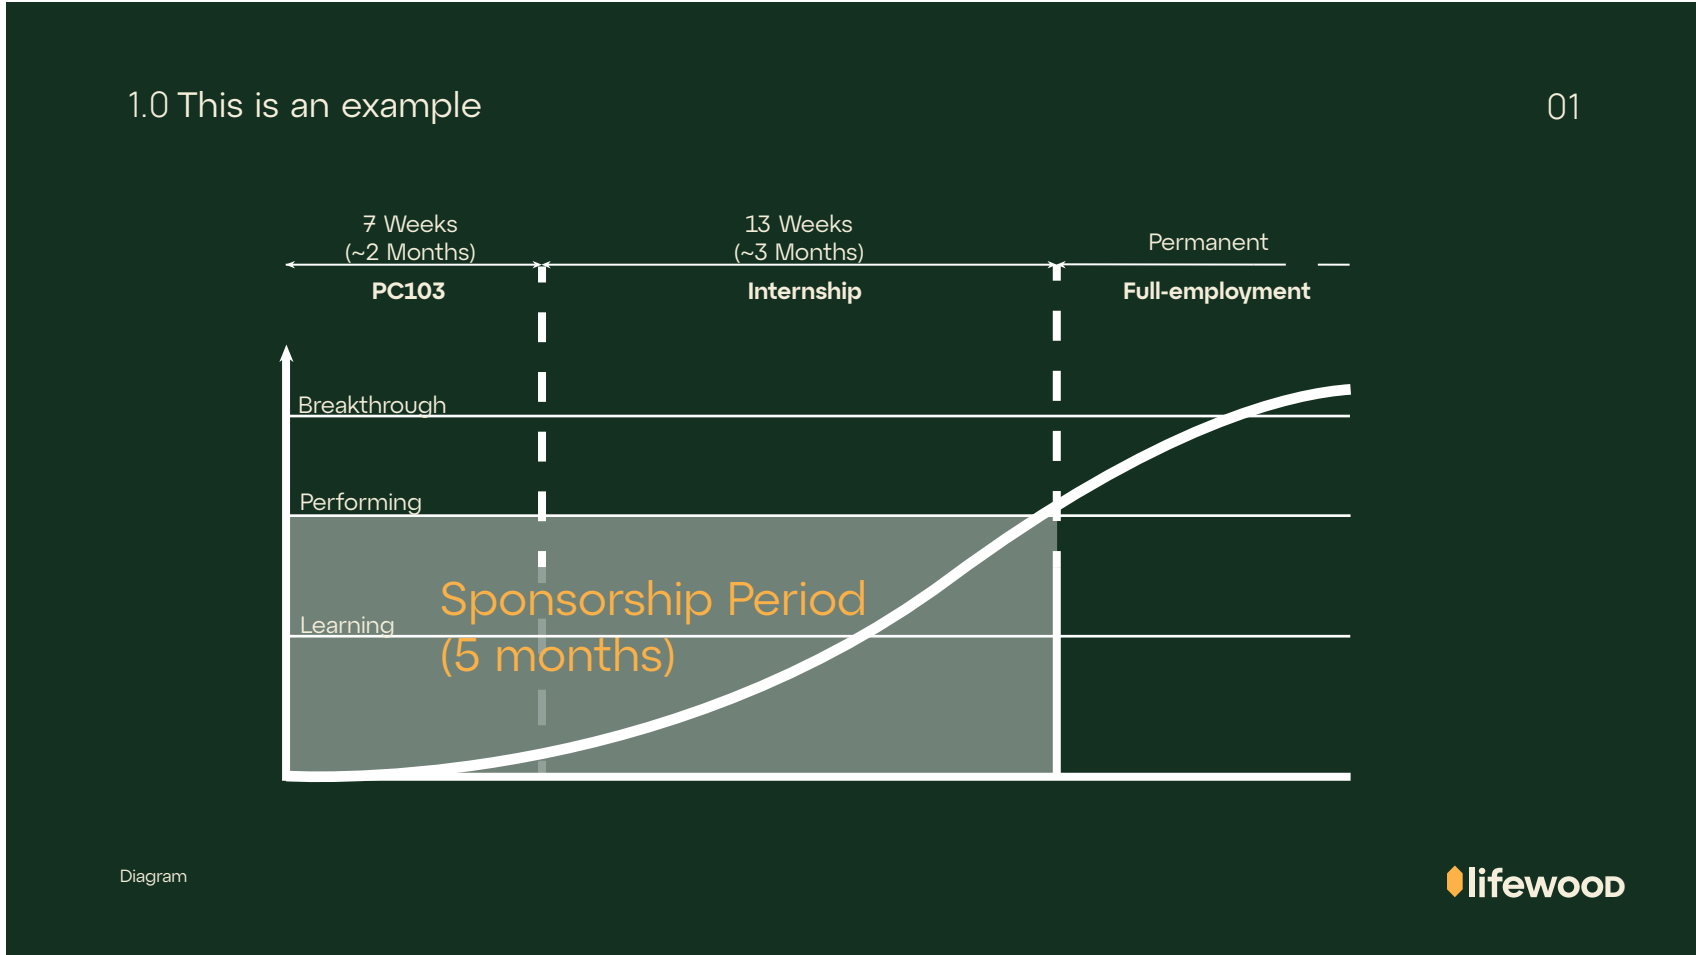 1.0 This is an example
01
7 Weeks
(~2 Months)
13 Weeks
(~3 Months)
Permanent
PC103
Internship
Full-employment
Breakthrough
Performing
Sponsorship Period
Learning
(5 months)
Diagram
lifewood